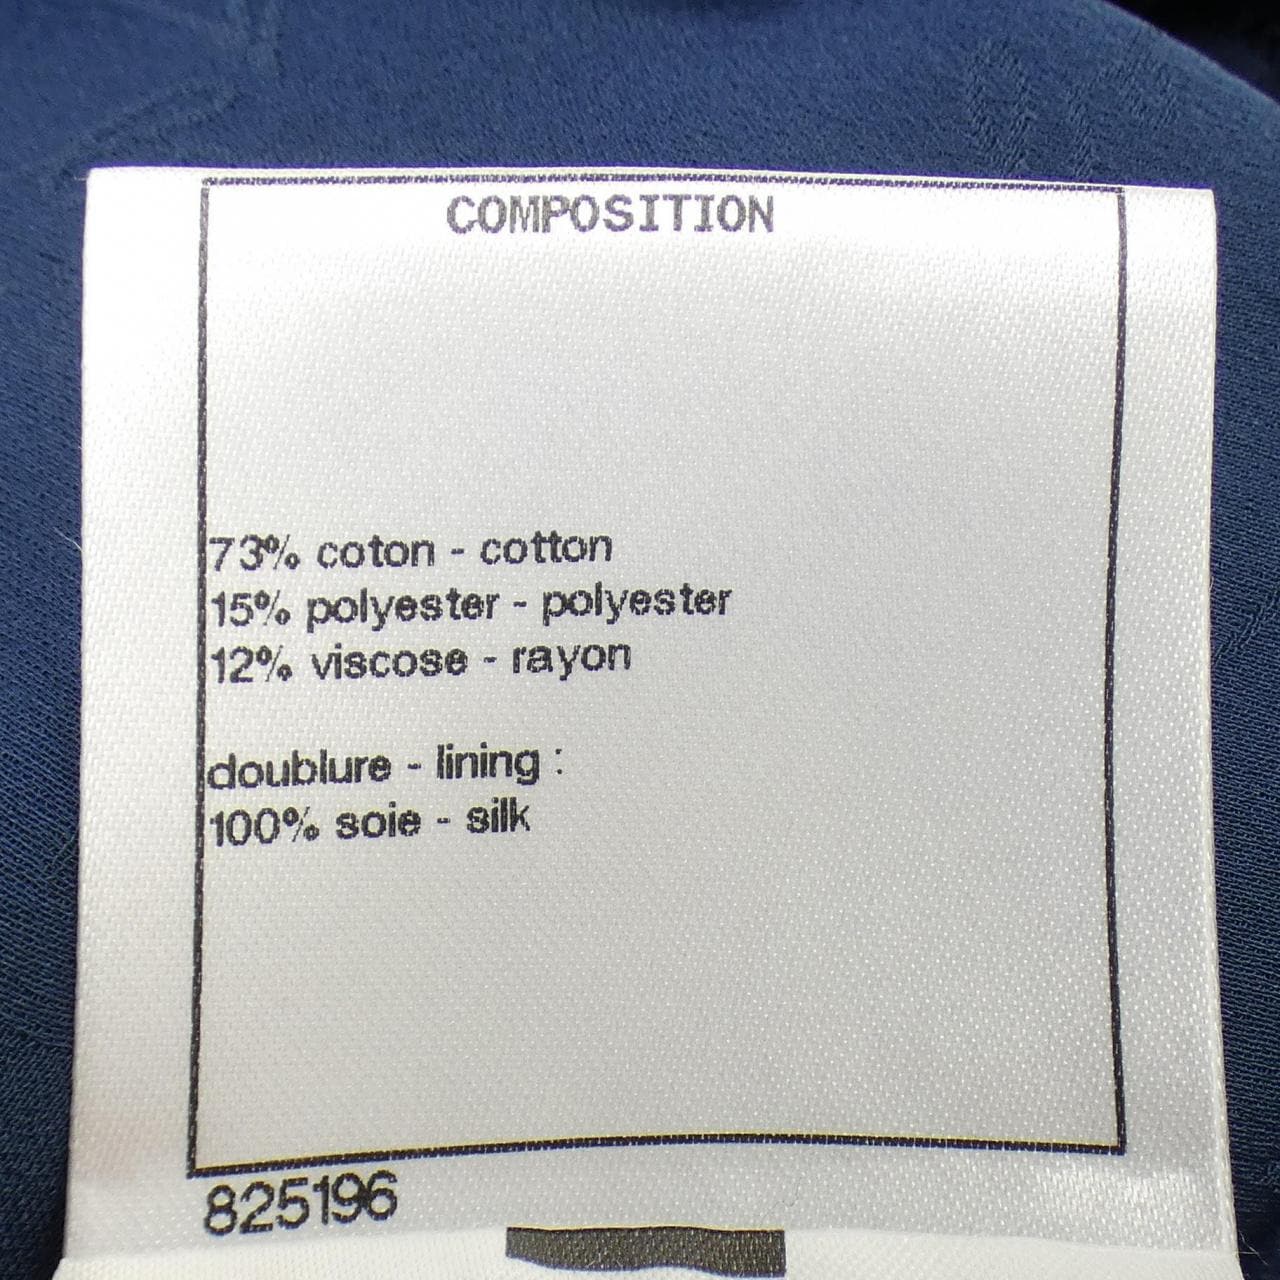 COMPOSITION
73% coton - cotton
15% polyester - polyester
12% viscose - rayon
doublure - lining :
100% soie - silk
825196